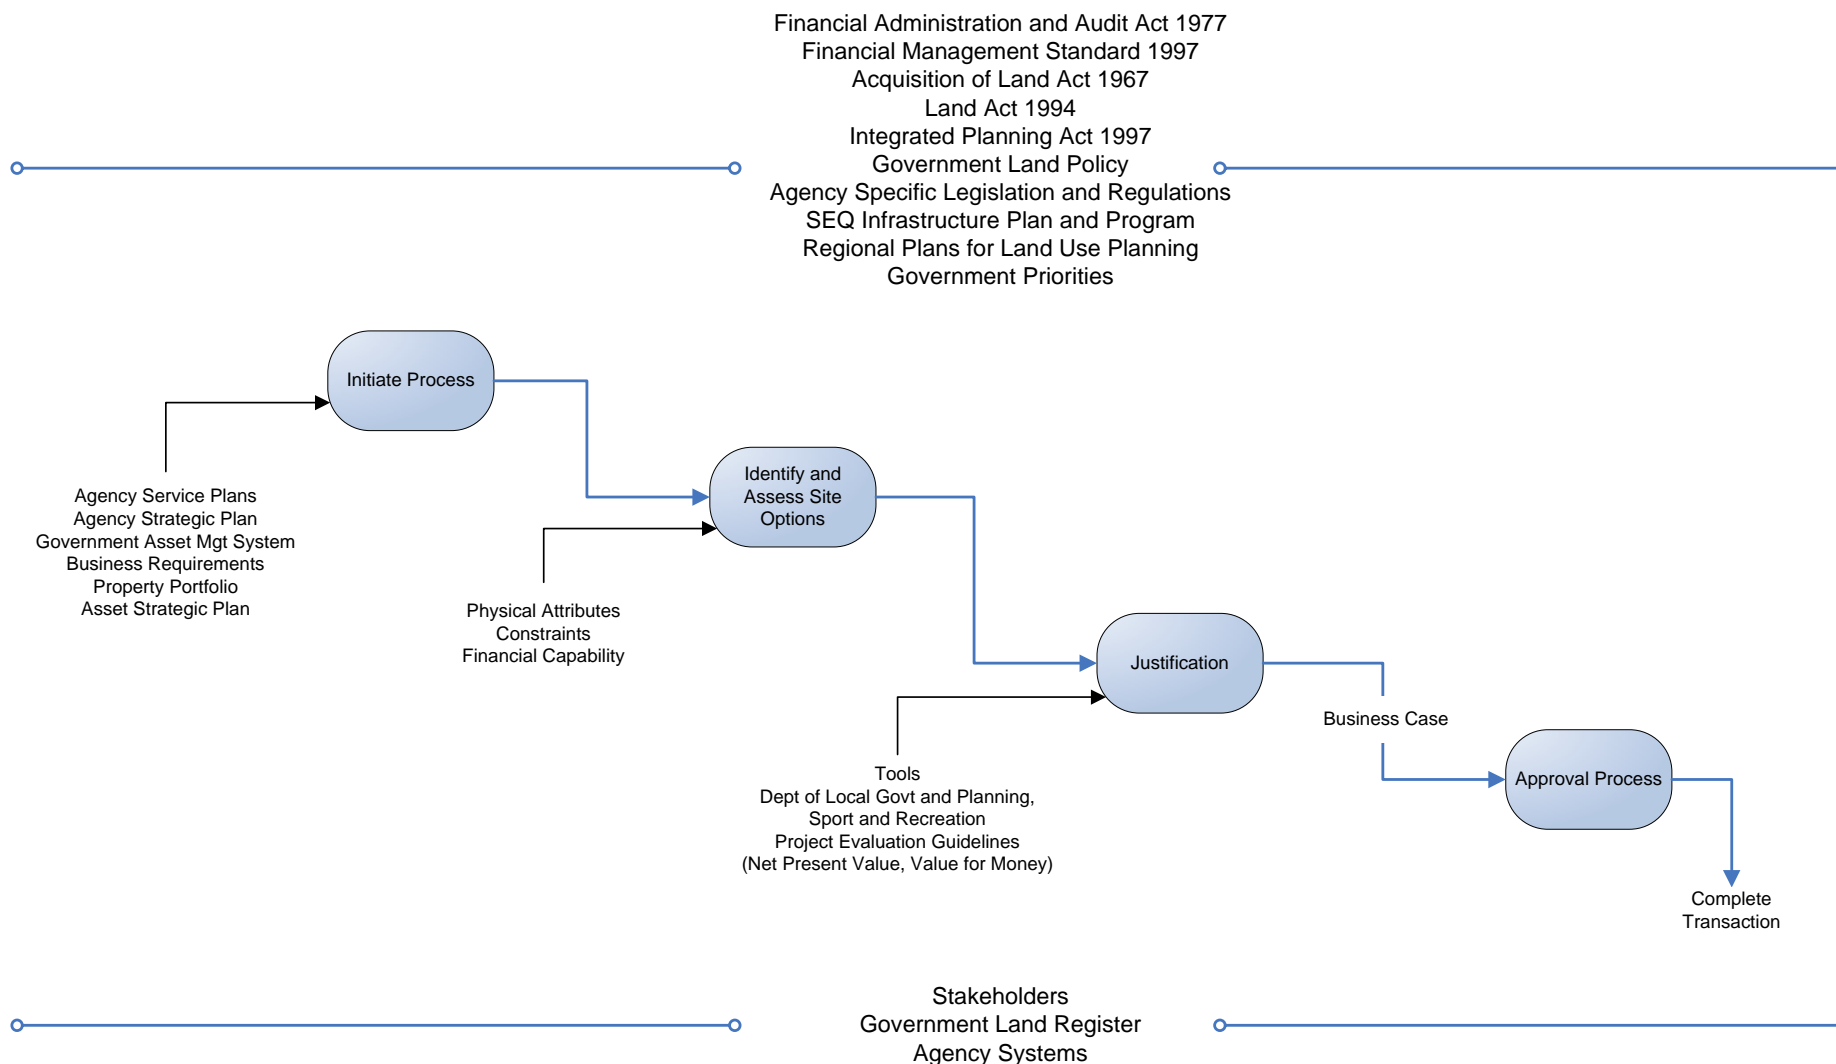 Financial Administration and Audit Act 1977
Financial Management Standard 1997
Acquisition of Land Act 1967
Land Act 1994
Integrated Planning Act 1997
Government Land Policy
Agency Specific Legislation and Regulations
SEQ Infrastructure Plan and Program
Regional Plans for Land Use Planning
Government Priorities
Initiate Process
Agency Service Plans
Agency Strategic Plan
Government Asset Mgt System
Business Requirements
Property Portfolio
Asset Strategic Plan
Identify and
Assess Site
Options
Physical Attributes
Constraints
Financial Capability
Justification
Tools
Dept of Local Govt and Planning,
Sport and Recreation
Project Evaluation Guidelines
(Net Present Value, Value for Money)
Business Case
Approval Process
Complete
Transaction
Stakeholders
Government Land Register
Agency Systems